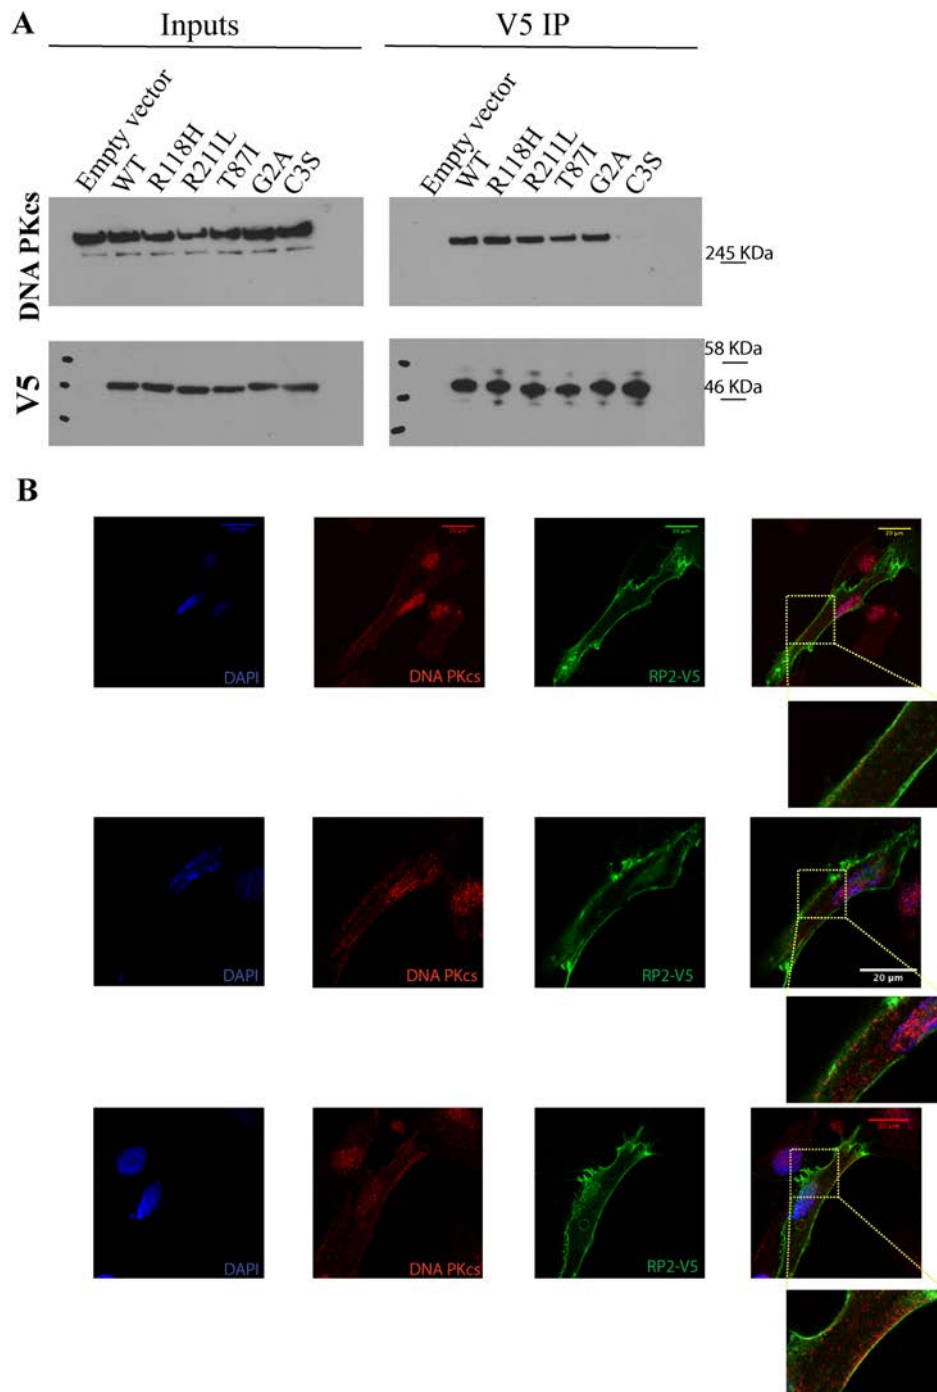 A
Inputs
V5 IP
Empty vector
WT
R118H
R211L
T87I
G2A
C3S
Empty vector
WT
R118H
R211L
T87I
G2A
C3S
DNA PKcs
245 KDa
V5
58 KDa
46 KDa
B
20 µm
DAPI
DNA PKcs
RP2-V5
DAPI
DNA PKcs
RP2-V5
20 µm
DAPI
DNA PKcs
RP2-V5